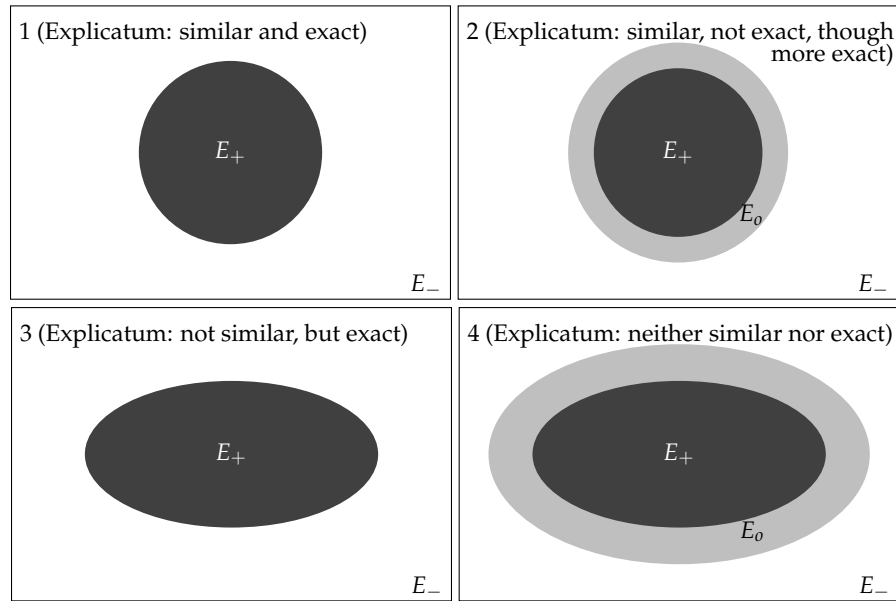 1 (Explicatum: similar and exact)
E₊
E₋
2 (Explicatum: similar, not exact, though
more exact)
E₊
Eₒ
E₋
3 (Explicatum: not similar, but exact)
E₊
E₋
4 (Explicatum: neither similar nor exact)
E₊
Eₒ
E₋